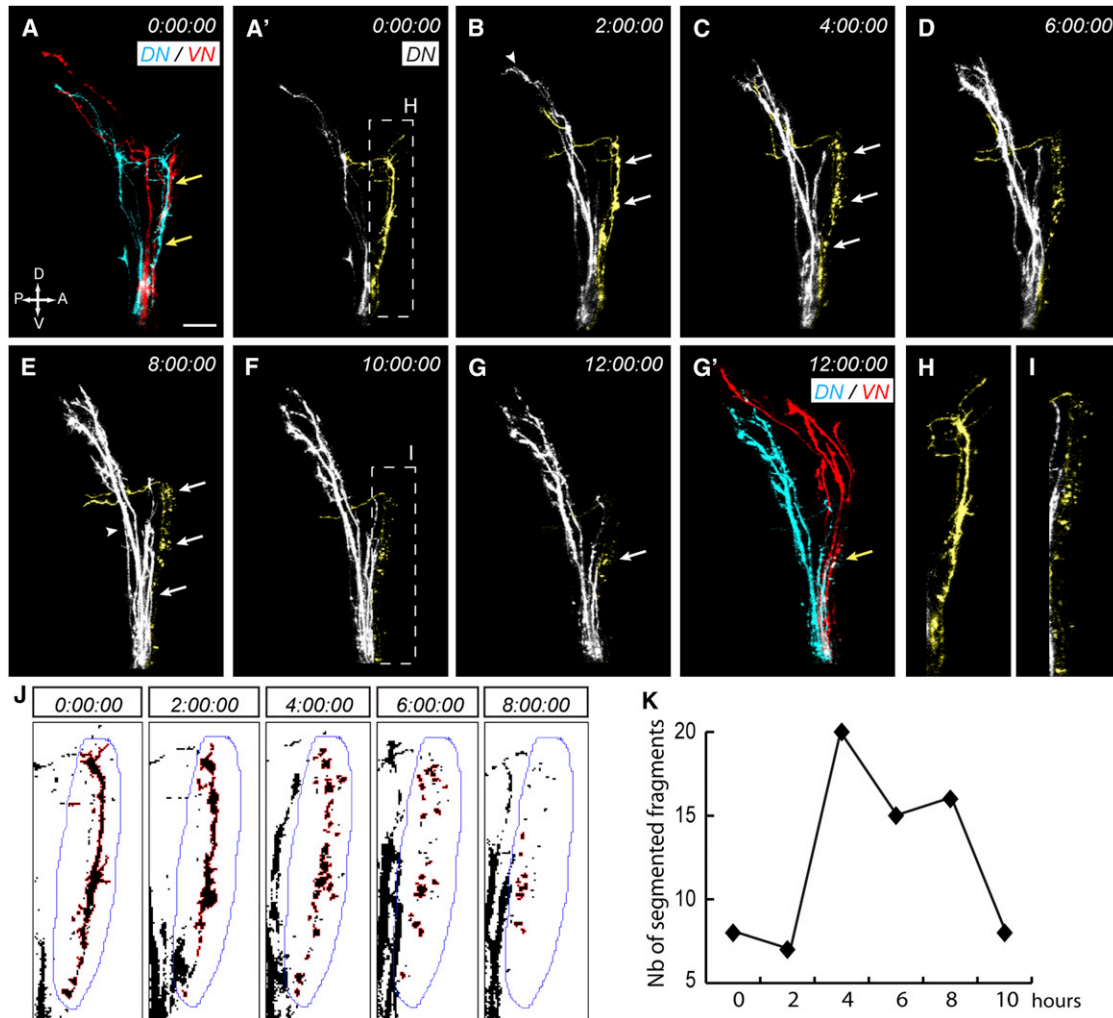 A 0:00:00
DN / VN
D
P A
V
A' 0:00:00
DN
H
B 2:00:00
C 4:00:00
D 6:00:00
E 8:00:00
F 10:00:00
I
G 12:00:00
G' 12:00:00
DN / VN
H
I
J
0:00:00
2:00:00
4:00:00
6:00:00
8:00:00
K
Nb of segmented fragments
20
15
10
5
0 2 4 6 8 10 hours